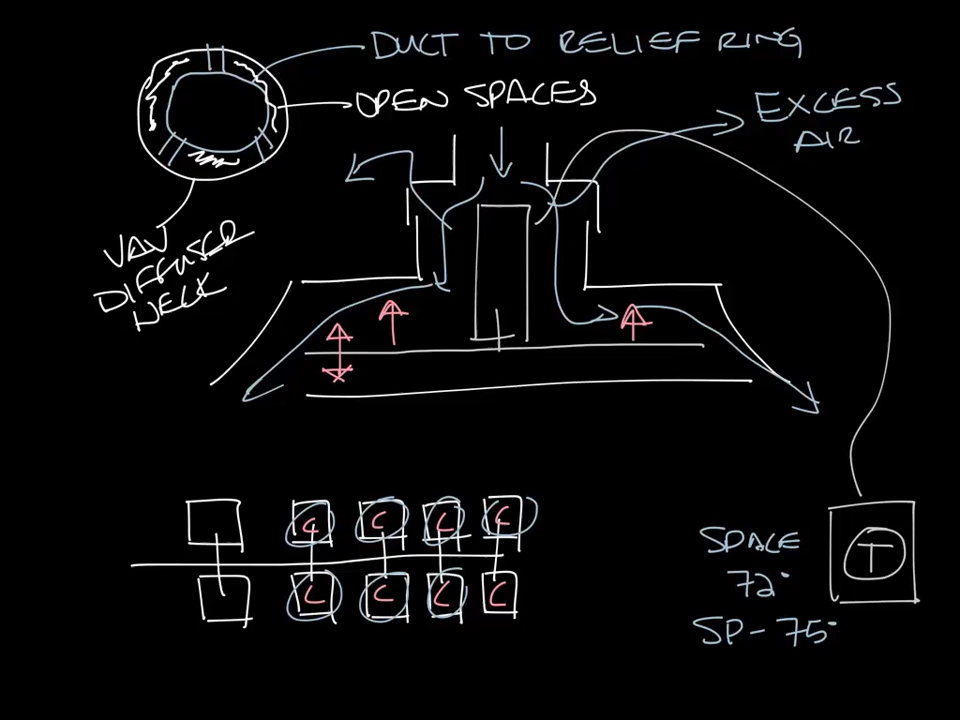 DUCT TO RELIEF RING
OPEN SPACES
EXCESS
AIR
VAV
DIFFUSER
NECK
C C C C
C C C C
T
SPACE
72°
SP- 75°